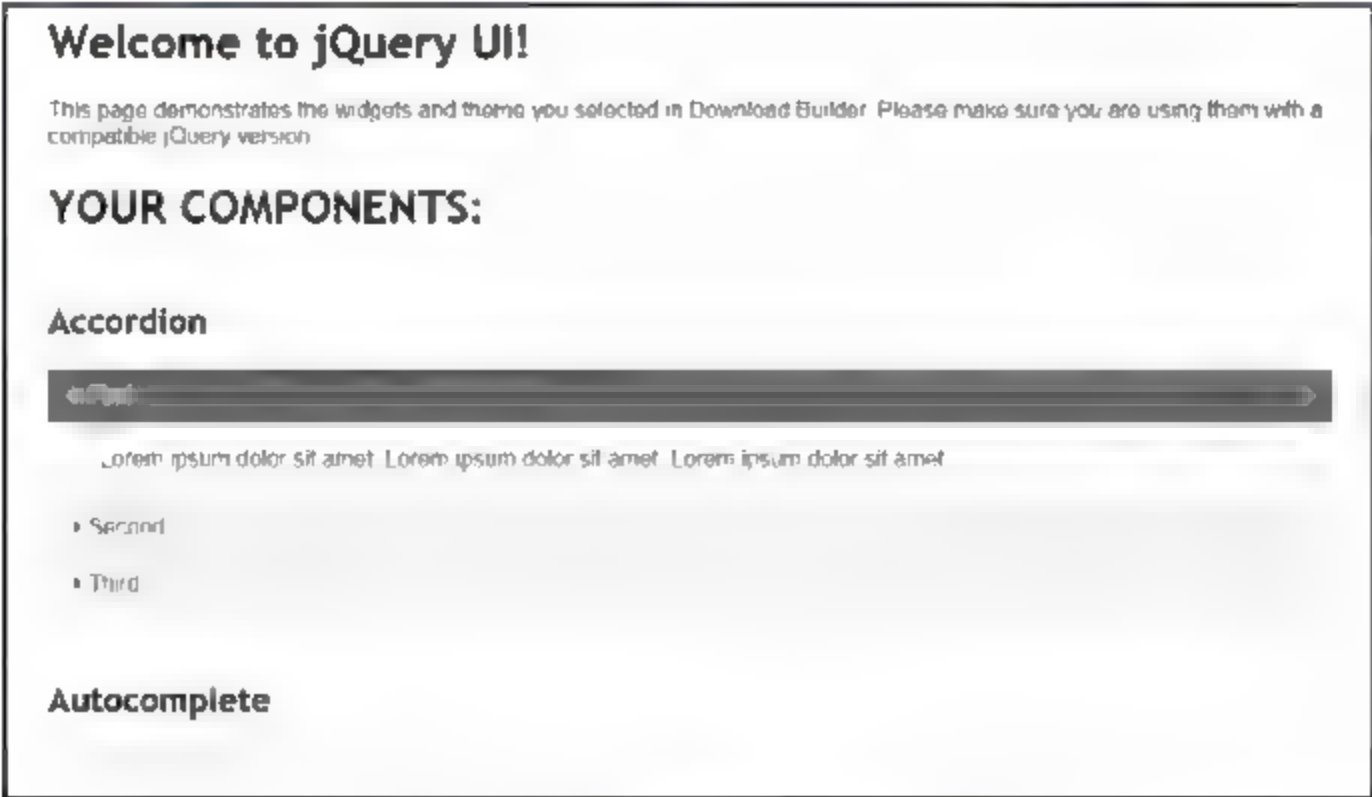 Welcome to jQuery UI!
This page demonstrates the widgets and theme you selected in Download Builder. Please make sure you are using them with a
compatible jQuery version.
YOUR COMPONENTS:
Accordion
Lorem ipsum dolor sit amet. Lorem ipsum dolor sit amet. Lorem ipsum dolor sit amet.
Second
Third
Autocomplete